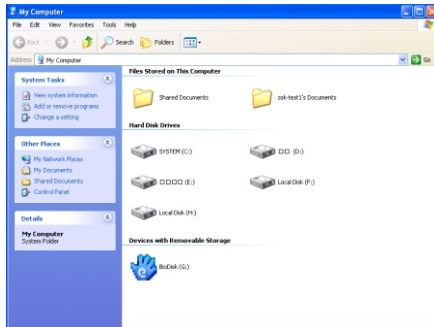 My Computer
File Edit View Favorites Tools Help
Back Search Folders
Address My Computer Go
Files Stored on This Computer
System Tasks
View system information
Add or remove programs
Change a setting
Shared Documents
ssk-test1's Documents
Hard Disk Drives
Other Places
My Network Places
My Documents
Shared Documents
Control Panel
SYSTEM (C:)
□□ (D:)
□□□□ (E:)
Local Disk (F:)
Local Disk (H:)
Details
My Computer
System Folder
Devices with Removable Storage
BioDisk (G:)